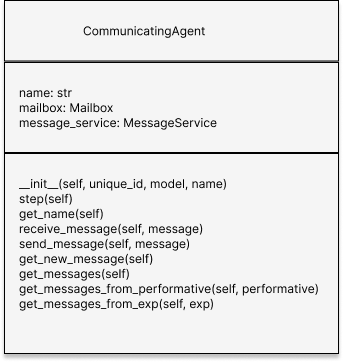 CommunicatingAgent
name: str
mailbox: Mailbox
message_service: MessageService
__init__(self, unique_id, model, name)
step(self)
get_name(self)
receive_message(self, message)
send_message(self, message)
get_new_message(self)
get_messages(self)
get_messages_from_performative(self, performative)
get_messages_from_exp(self, exp)